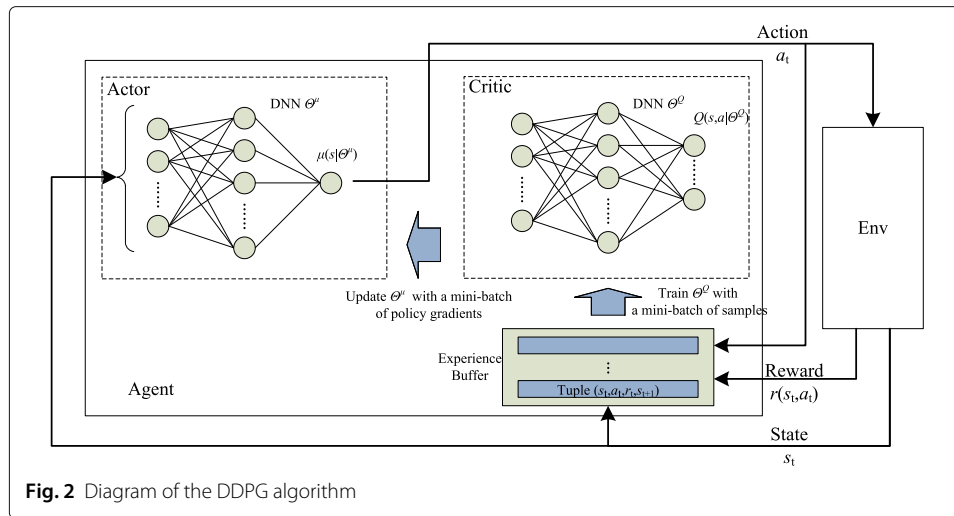 Action
a_t
Actor
DNN Θ^μ
μ(s|Θ^μ)
Critic
DNN Θ^Q
Q(s,a|Θ^Q)
Env
Update Θ^μ with a mini-batch
of policy gradients
Train Θ^Q with
a mini-batch of samples
Experience
Buffer
Tuple (s_t,a_t,r_t,s_{t+1})
Agent
Reward
r(s_t,a_t)
State
s_t
Fig. 2 Diagram of the DDPG algorithm